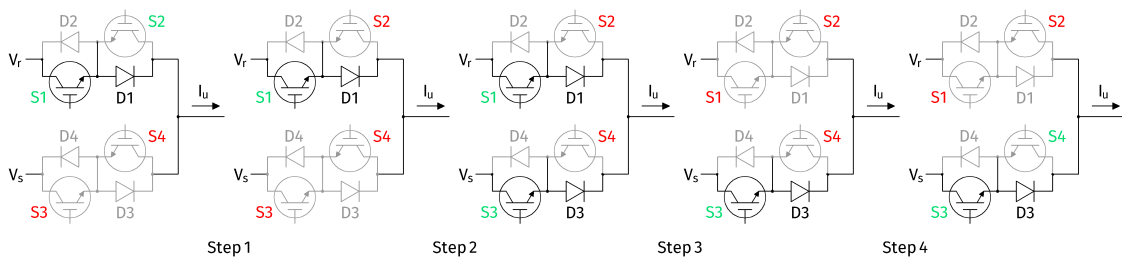 D2 S2
Vr
S1 D1
Iu
D4 S4
Vs
S3 D3
D2 S2
Vr
S1 D1
Iu
D4 S4
Vs
S3 D3
D2 S2
Vr
S1 D1
Iu
D4 S4
Vs
S3 D3
D2 S2
Vr
S1 D1
Iu
D4 S4
Vs
S3 D3
D2 S2
Vr
S1 D1
Iu
D4 S4
Vs
S3 D3
Step 1 Step 2 Step 3 Step 4